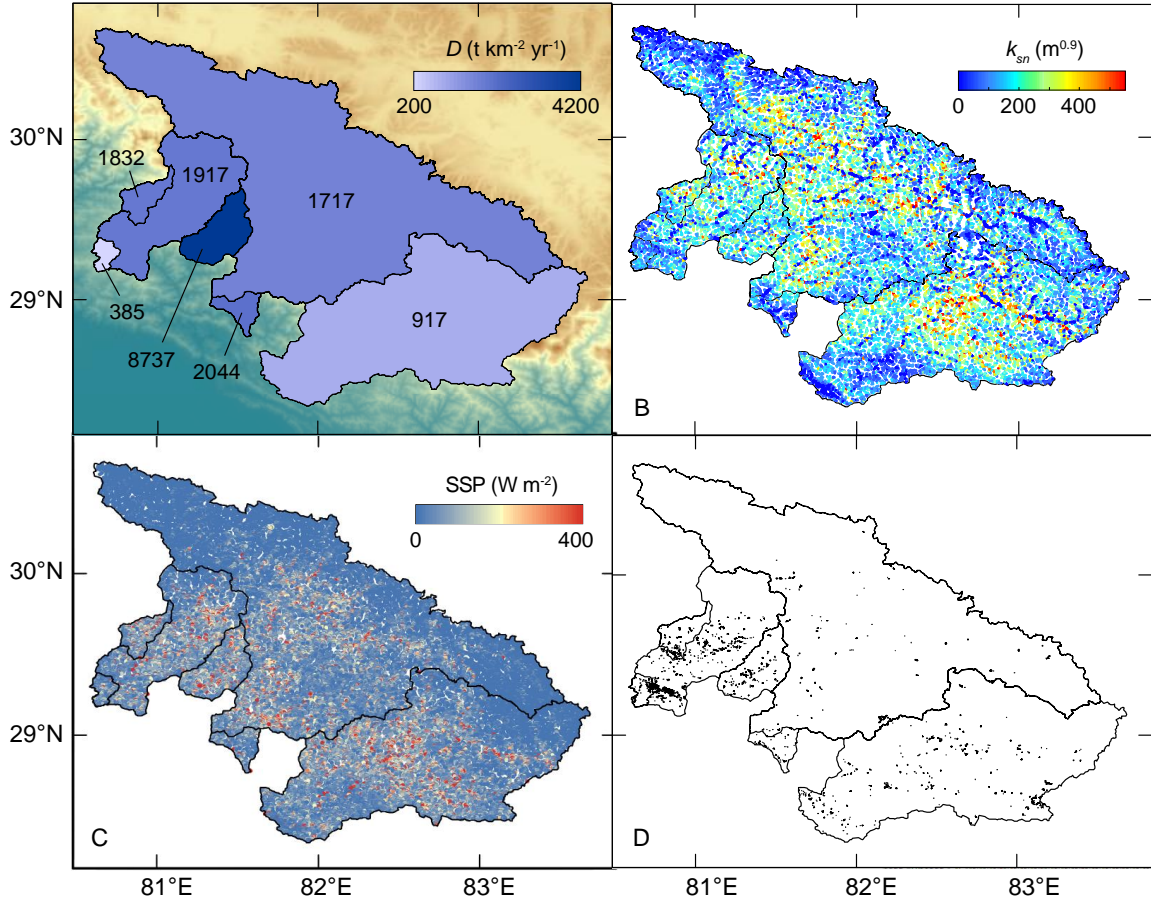 D (t km-2 yr-1)
200 4200
30°N
1832
1917
1717
29°N
385
917
8737
2044
ksn (m0.9)
0 200 400
B
SSP (W m-2)
0 400
30°N
29°N
C
D
81°E 82°E 83°E 81°E 82°E 83°E